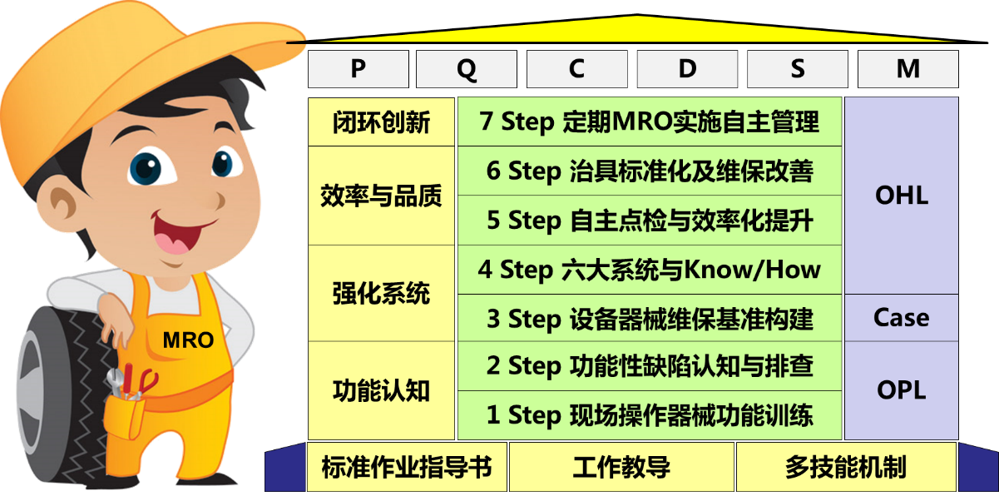 P Q C D S M
闭环创新
7 Step 定期MRO实施自主管理
效率与品质
6 Step 治具标准化及维保改善
5 Step 自主点检与效率化提升
OHL
强化系统
4 Step 六大系统与Know/How
3 Step 设备器械维保基准构建
Case
功能认知
2 Step 功能性缺陷认知与排查
1 Step 现场操作器械功能训练
OPL
标准作业指导书 工作教导 多技能机制
MRO